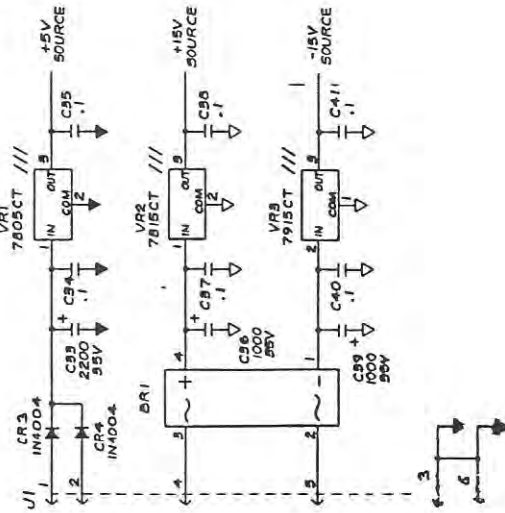 J1
1
2
CR3
1N4004
CR4
1N4004
+
C33
2200
35V
C34
.1
VR1
7805CT
1
IN
OUT
3
COM
2
C35
.1
+5V
SOURCE
4
3
BR1
+
4
+
C36
1000
35V
C37
.1
VR2
7815CT
1
IN
OUT
3
COM
2
C38
.1
+15V
SOURCE
5
2
-
1
+
C39
1000
35V
C40
.1
VR3
7915CT
2
IN
OUT
3
COM
1
C411
.1
-15V
SOURCE
3
6